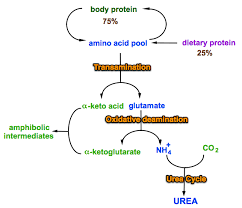 body protein
75%
amino acid pool
dietary protein
25%
Transamination
α-keto acid
glutamate
Oxidative deamination
amphibolic
intermediates
α-ketoglutarate
NH4+
CO2
Urea Cycle
UREA